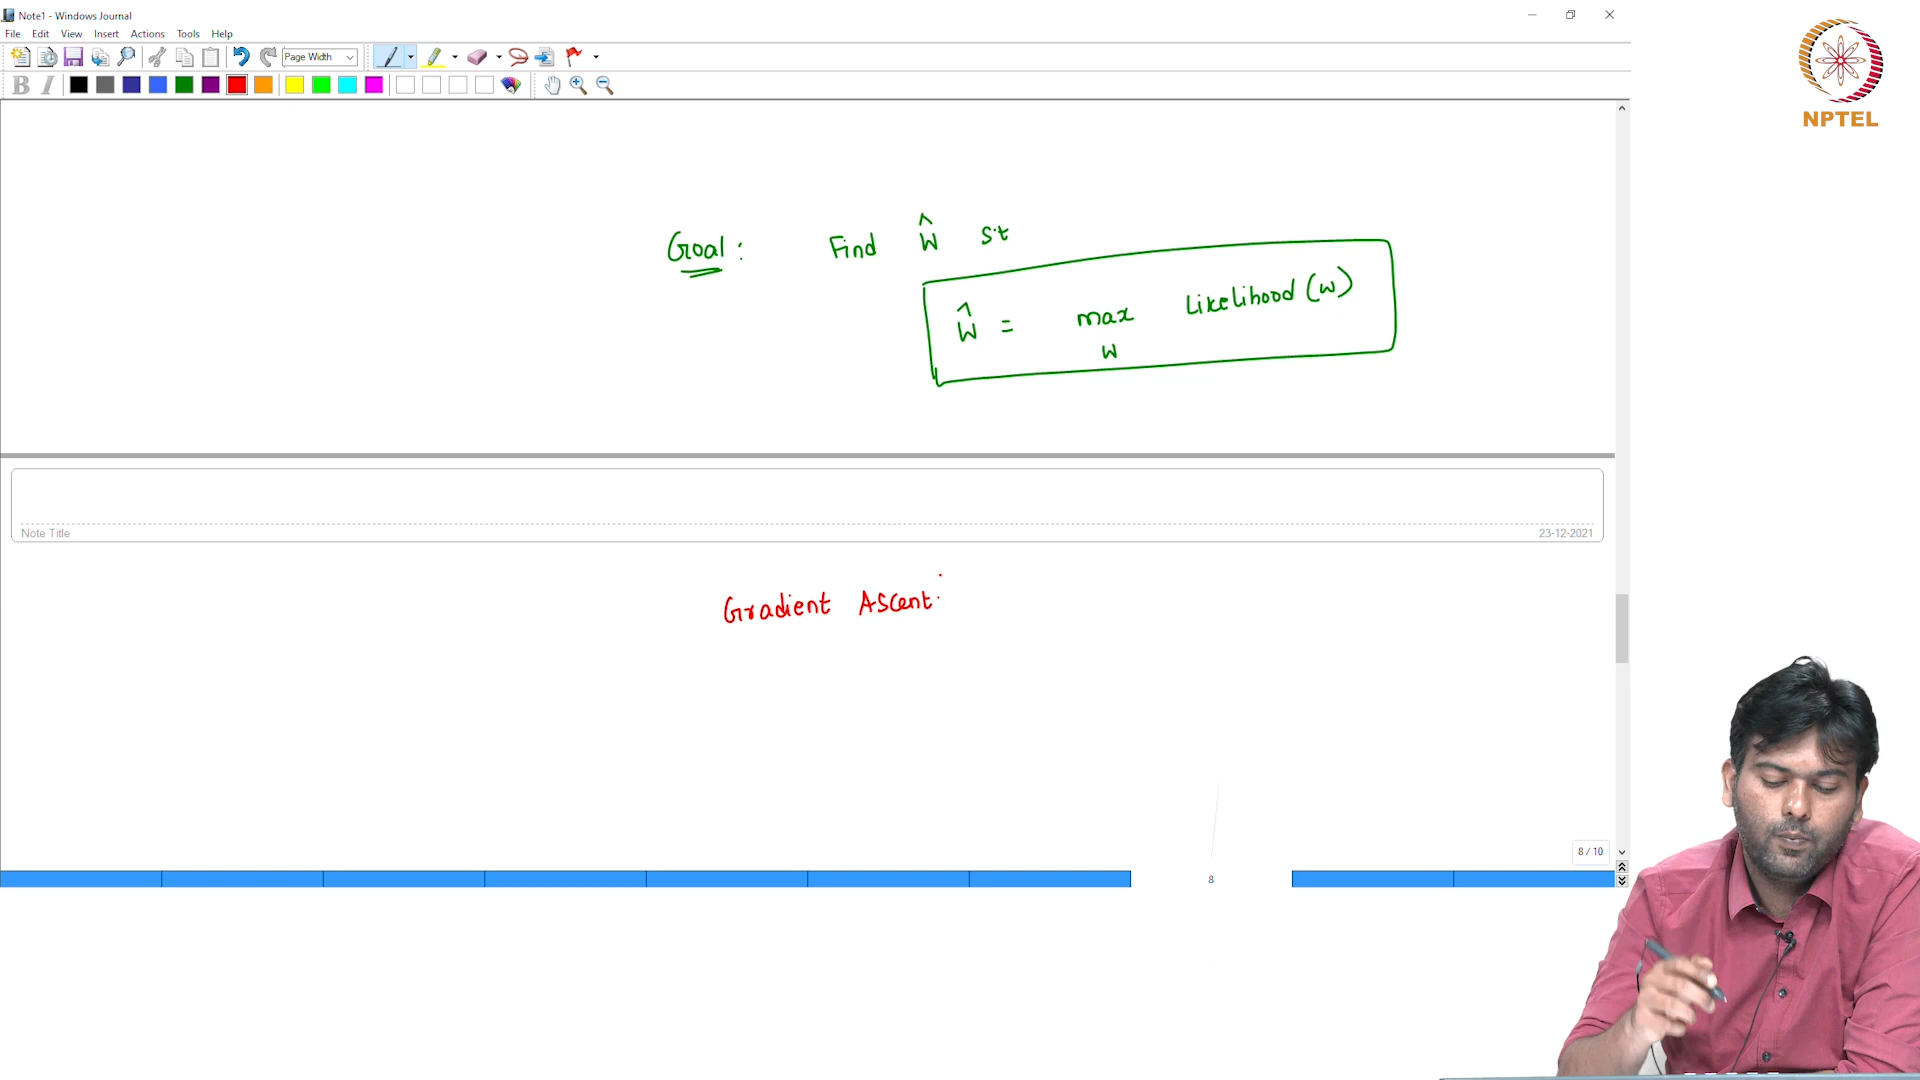 Note1 - Windows Journal
File Edit View Insert Actions Tools Help
Page Width
B I
NPTEL
Goal: Find Ŵ s.t
Ŵ = max Likelihood (w)
W
Note Title 23-12-2021
Gradient Ascent:
8 / 10
8